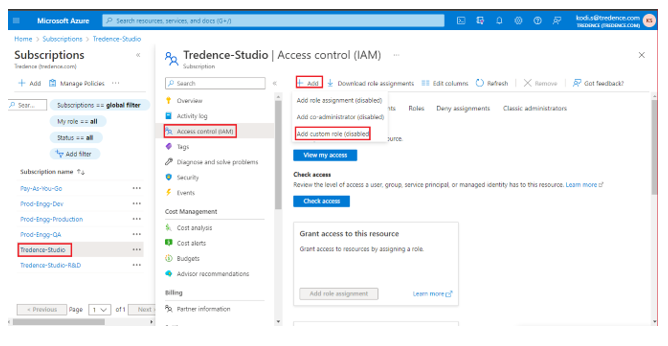 Microsoft Azure
Search resources, services, and docs (G+/)
kodi.s@tredence.com
TREDENCE (TREDENCE.COM)
KS
Home > Subscriptions > Tredence-Studio
Subscriptions
Tredence (tredence.com)
+ Add
Manage Policies
Sear...
Subscriptions == global filter
My role == all
Status == all
Add filter
Subscription name
Pay-As-You-Go
Prod-Engg-Dev
Prod-Engg-Production
Prod-Engg-QA
Tredence-Studio
Tredence-Studio-R&D
< Previous
Page
1
of 1
Next
Tredence-Studio | Access control (IAM)
Subscription
Search
Overview
Activity log
Access control (IAM)
Tags
Diagnose and solve problems
Security
Events
Cost Management
Cost analysis
Cost alerts
Budgets
Advisor recommendations
Billing
Partner information
+ Add
Download role assignments
Edit columns
Refresh
Remove
Got feedback?
Add role assignment (disabled)
Add co-administrator (disabled)
Add custom role (disabled
nts
Roles
Deny assignments
Classic administrators
ource.
View my access
Check access
Review the level of access a user, group, service principal, or managed identity has to this resource. Learn more
Check access
Grant access to this resource
Grant access to resources by assigning a role.
Add role assignment
Learn more